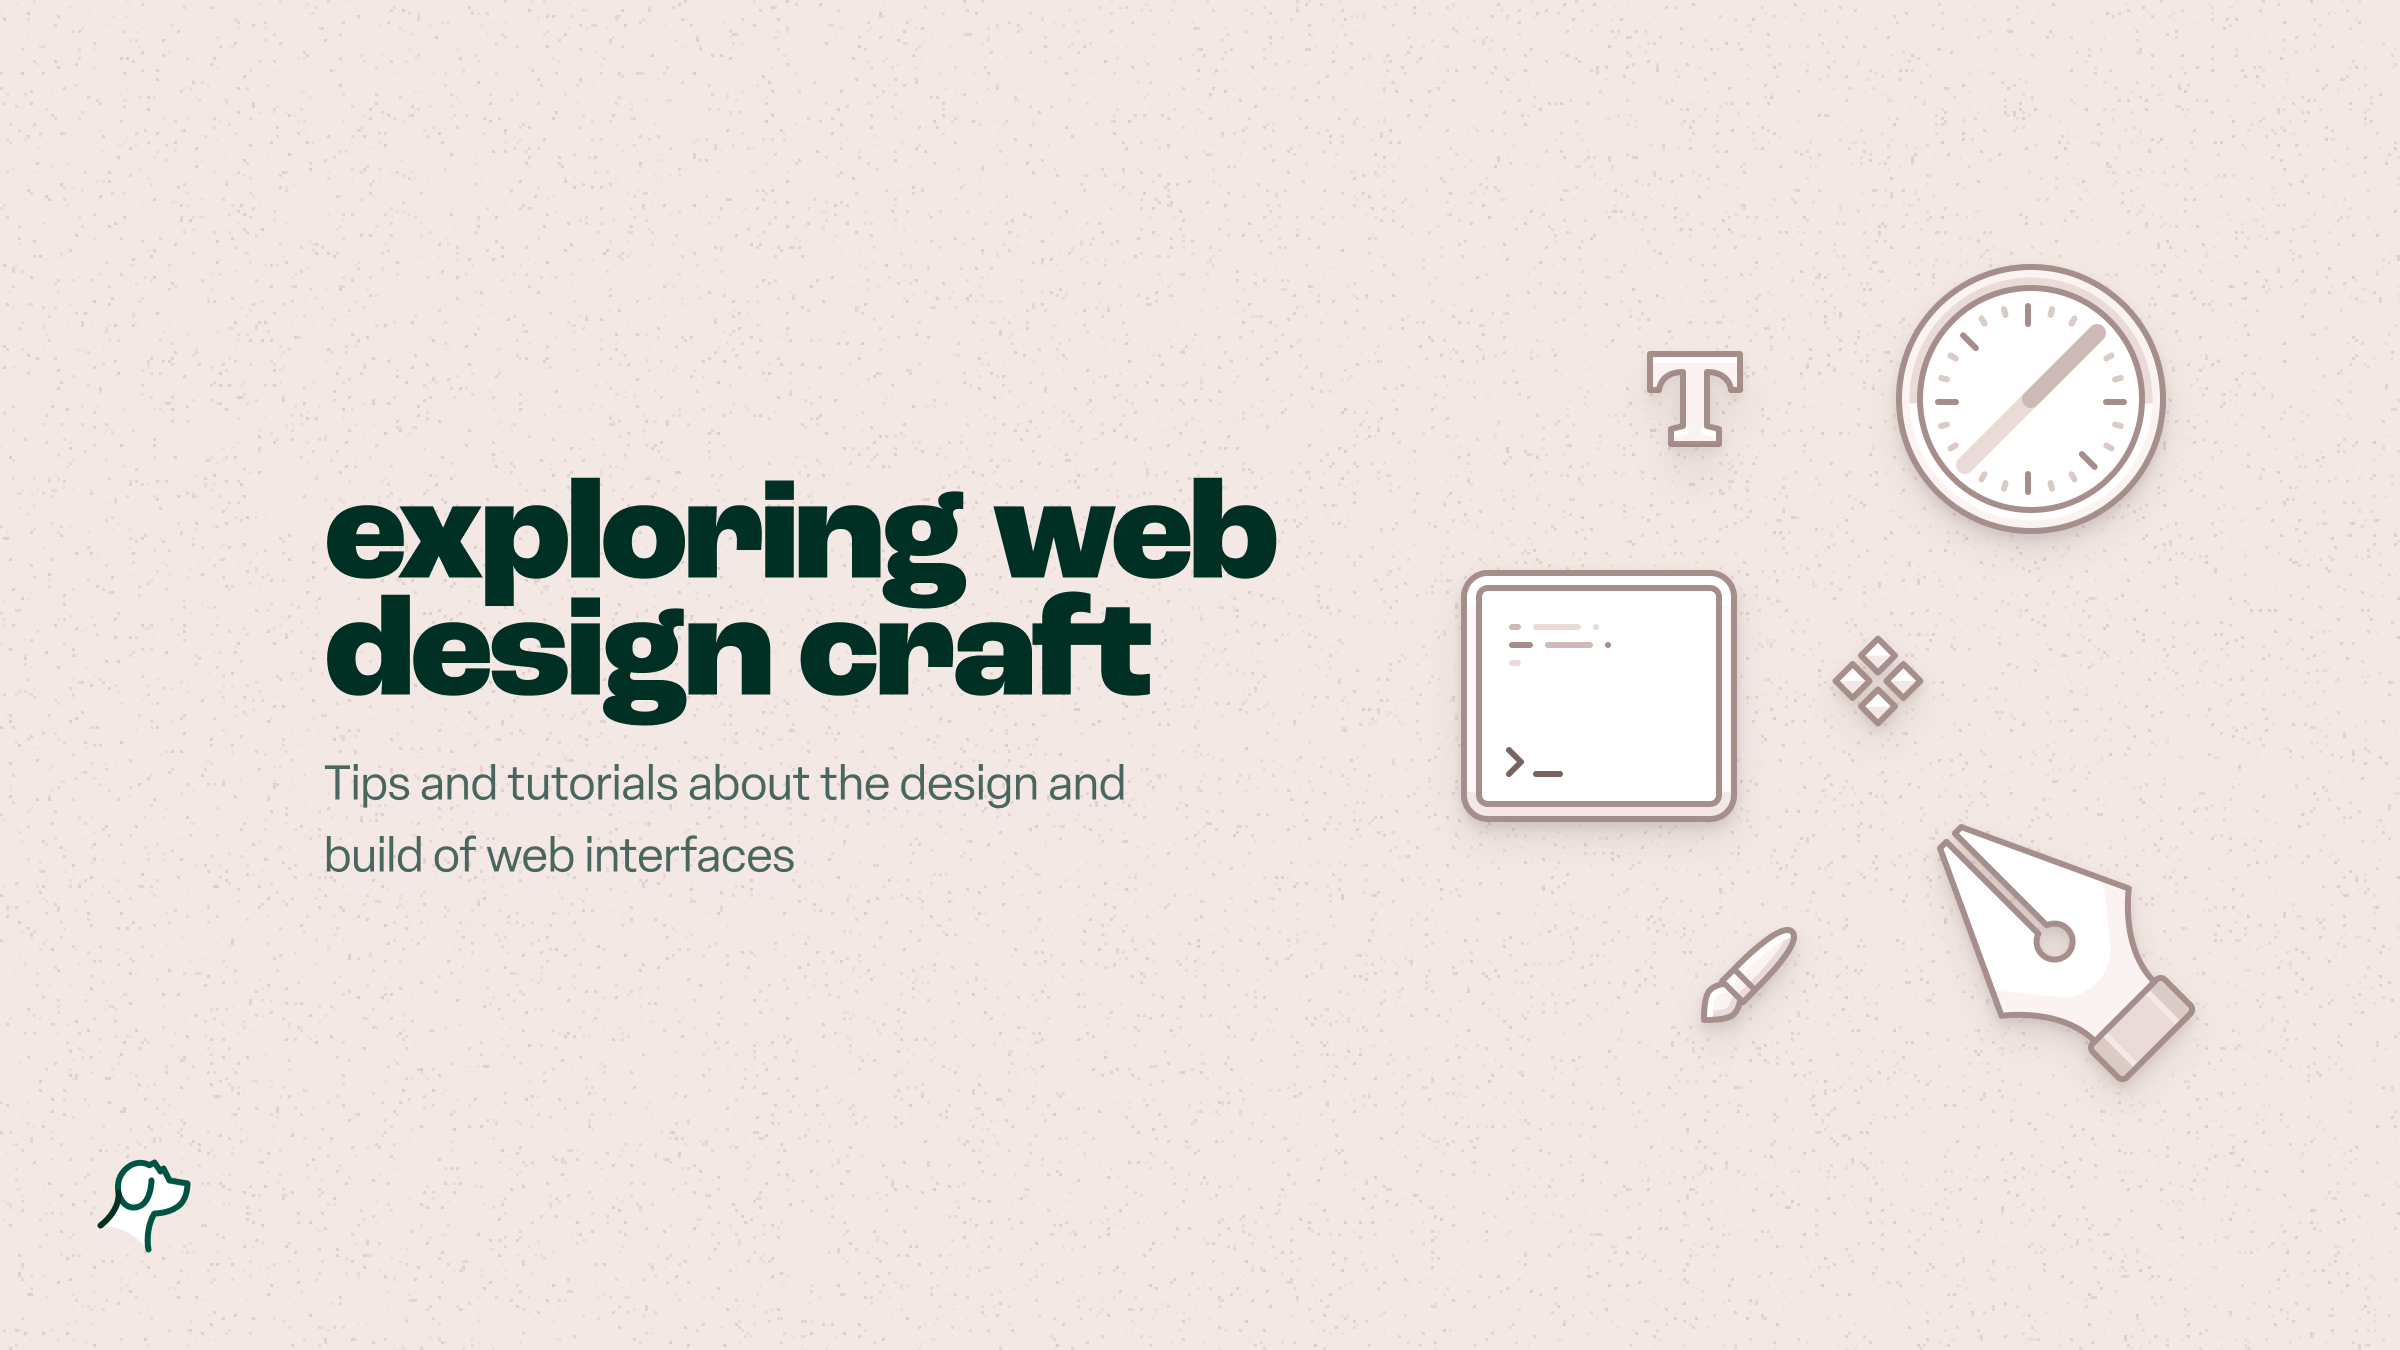 exploring web
design craft
Tips and tutorials about the design and
build of web interfaces
T
>_